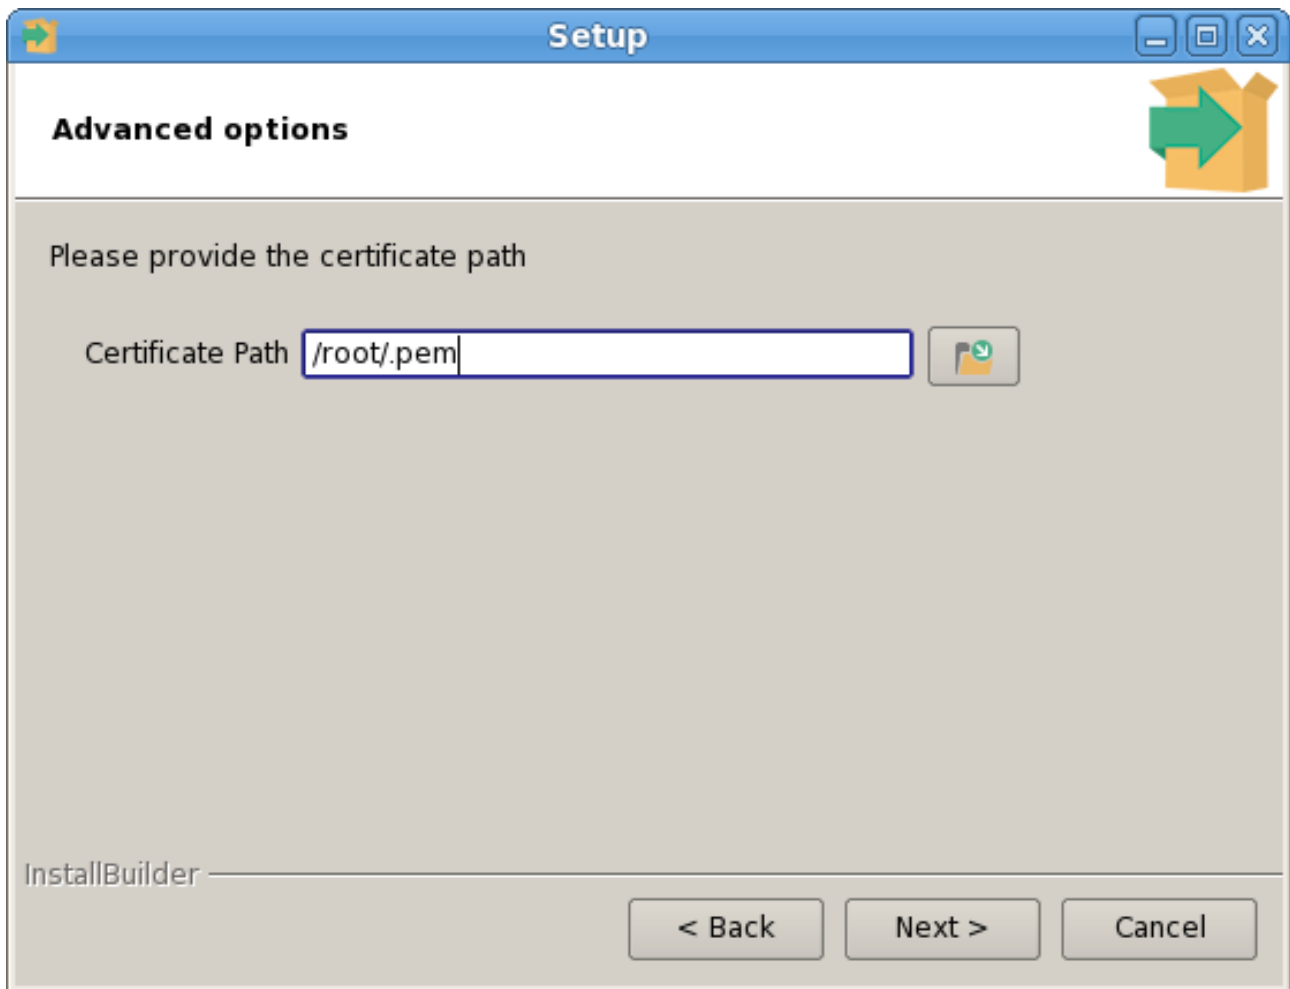 Setup
Advanced options
Please provide the certificate path
Certificate Path /root/.pem
InstallBuilder
< Back Next > Cancel